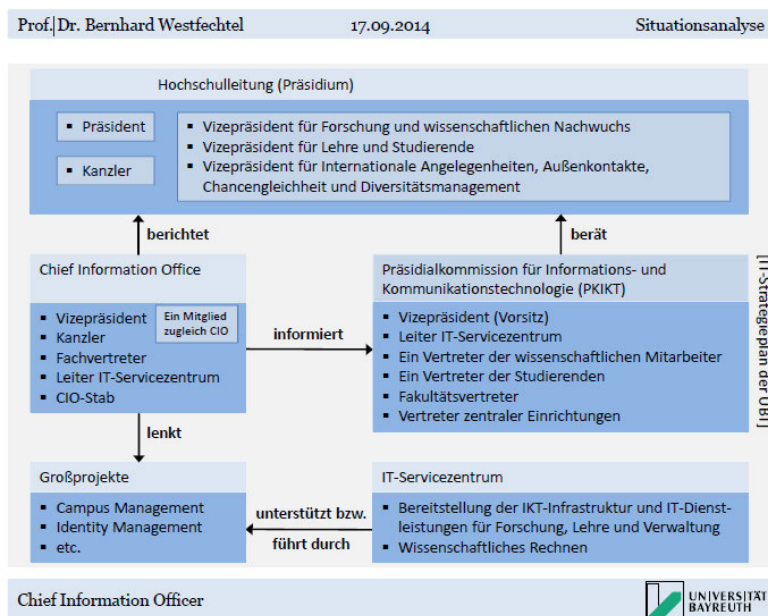 Prof. Dr. Bernhard Westfechtel 17.09.2014 Situationsanalyse
Hochschulleitung (Präsidium)
▪ Präsident
▪ Kanzler
▪ Vizepräsident für Forschung und wissenschaftlichen Nachwuchs
▪ Vizepräsident für Lehre und Studierende
▪ Vizepräsident für Internationale Angelegenheiten, Außenkontakte,
Chancengleichheit und Diversitätsmanagement
berichtet
berät
Chief Information Office
▪ Vizepräsident
▪ Kanzler
▪ Fachvertreter
▪ Leiter IT-Servicezentrum
▪ CIO-Stab
Ein Mitglied
zugleich CIO
informiert
Präsidialkommission für Informations- und
Kommunikationstechnologie (PKIKT)
▪ Vizepräsident (Vorsitz)
▪ Leiter IT-Servicezentrum
▪ Ein Vertreter der wissenschaftlichen Mitarbeiter
▪ Ein Vertreter der Studierenden
▪ Fakultätsvertreter
▪ Vertreter zentraler Einrichtungen
[IT-Strategieplan der UBT]
lenkt
Großprojekte
▪ Campus Management
▪ Identity Management
▪ etc.
unterstützt bzw.
führt durch
IT-Servicezentrum
▪ Bereitstellung der IKT-Infrastruktur und IT-Dienst-
leistungen für Forschung, Lehre und Verwaltung
▪ Wissenschaftliches Rechnen
Chief Information Officer
UNIVERSITÄT
BAYREUTH